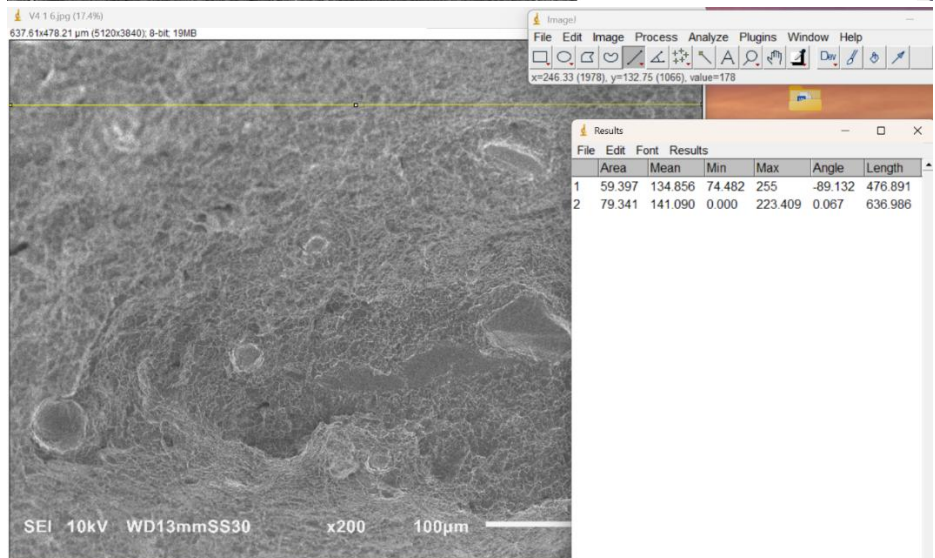 V4 1 6.jpg (17.4%)
637.61x478.21 µm (5120x3840); 8-bit; 19MB
ImageJ
File Edit Image Process Analyze Plugins Window Help
A Dev
x=246.33 (1978), y=132.75 (1066), value=178
Results
File Edit Font Results
Area Mean Min Max Angle Length
1 59.397 134.856 74.482 255 -89.132 476.891
2 79.341 141.090 0.000 223.409 0.067 636.986
SEI 10kV WD13mmSS30 x200 100µm